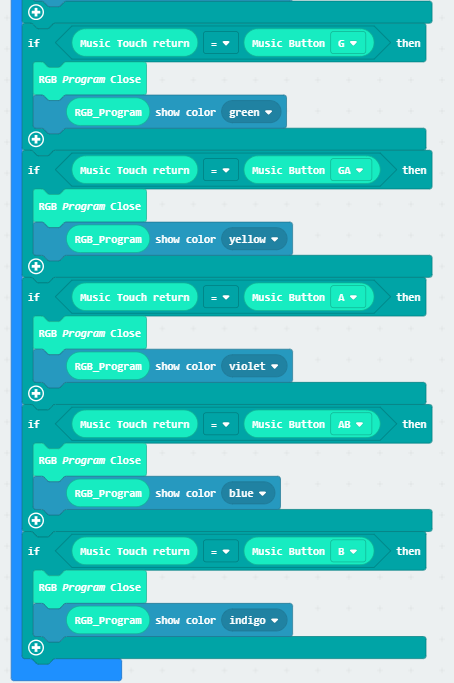 if Music Touch return = Music Button G then
RGB Program Close
RGB_Program show color green
if Music Touch return = Music Button GA then
RGB Program Close
RGB_Program show color yellow
if Music Touch return = Music Button A then
RGB Program Close
RGB_Program show color violet
if Music Touch return = Music Button AB then
RGB Program Close
RGB_Program show color blue
if Music Touch return = Music Button B then
RGB Program Close
RGB_Program show color indigo